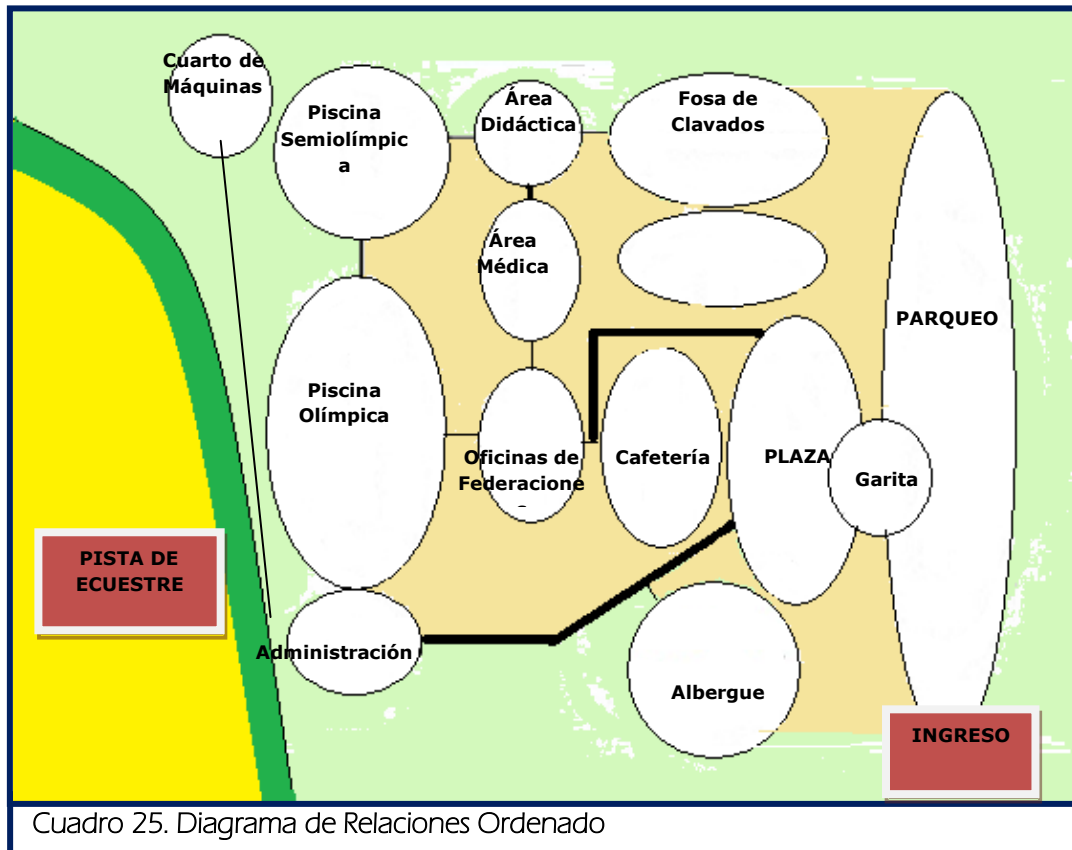 Cuarto de
Máquinas
Piscina
Semiolímpic
a
Área
Didáctica
Fosa de
Clavados
Área
Médica
PARQUEO
Piscina
Olímpica
Oficinas de
Federacione
Cafetería
PLAZA
Garita
PISTA DE
ECUESTRE
Administración
Albergue
INGRESO
Cuadro 25. Diagrama de Relaciones Ordenado